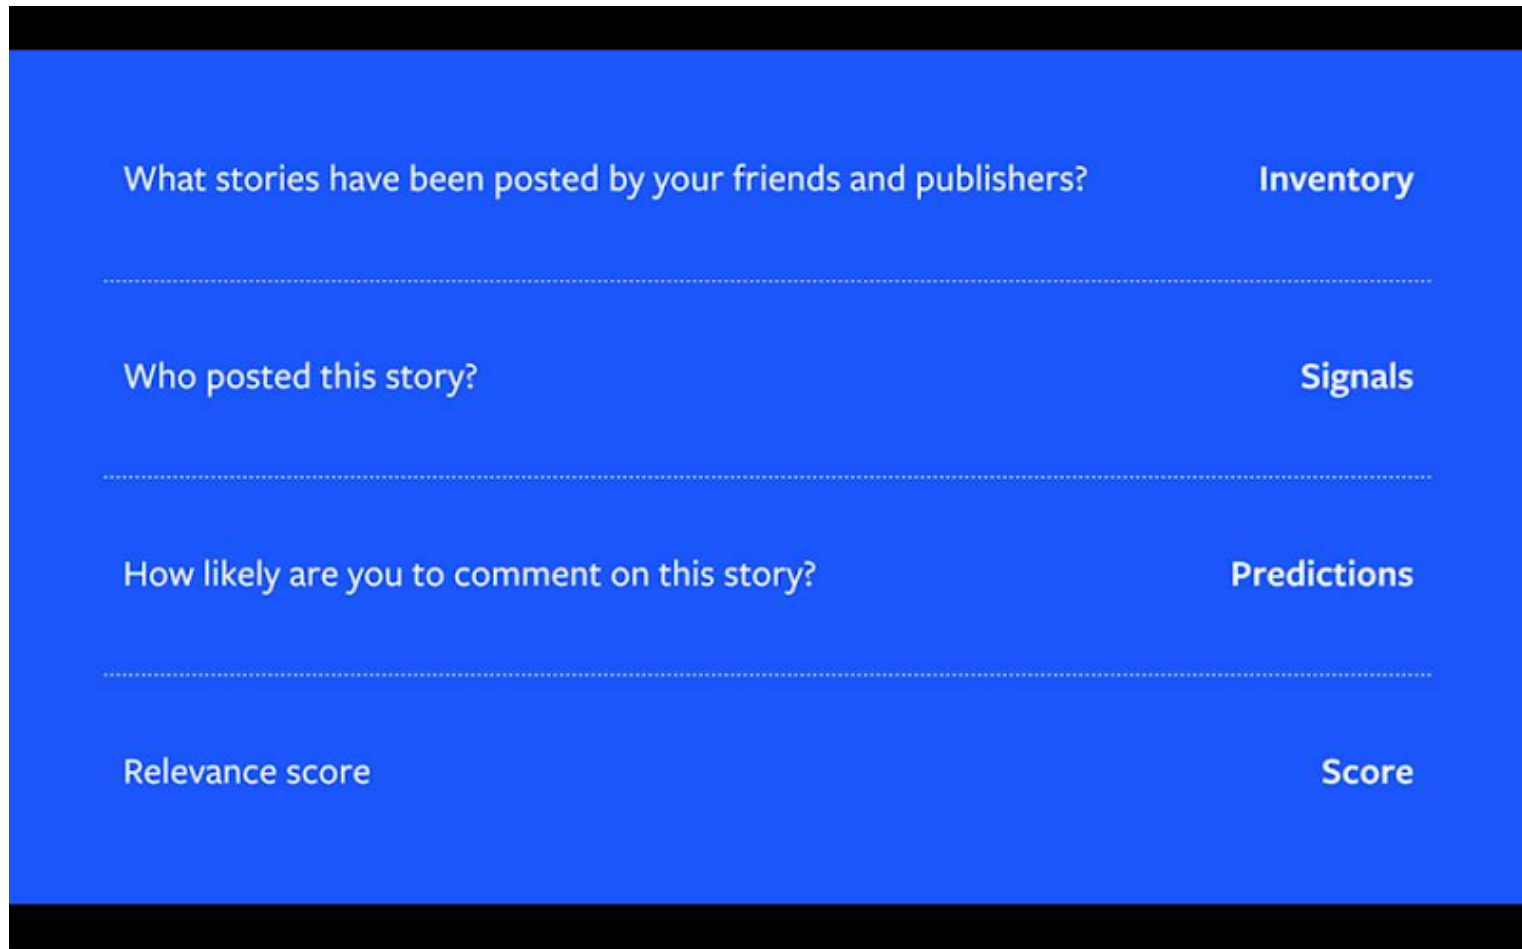 What stories have been posted by your friends and publishers? Inventory
Who posted this story? Signals
How likely are you to comment on this story? Predictions
Relevance score Score